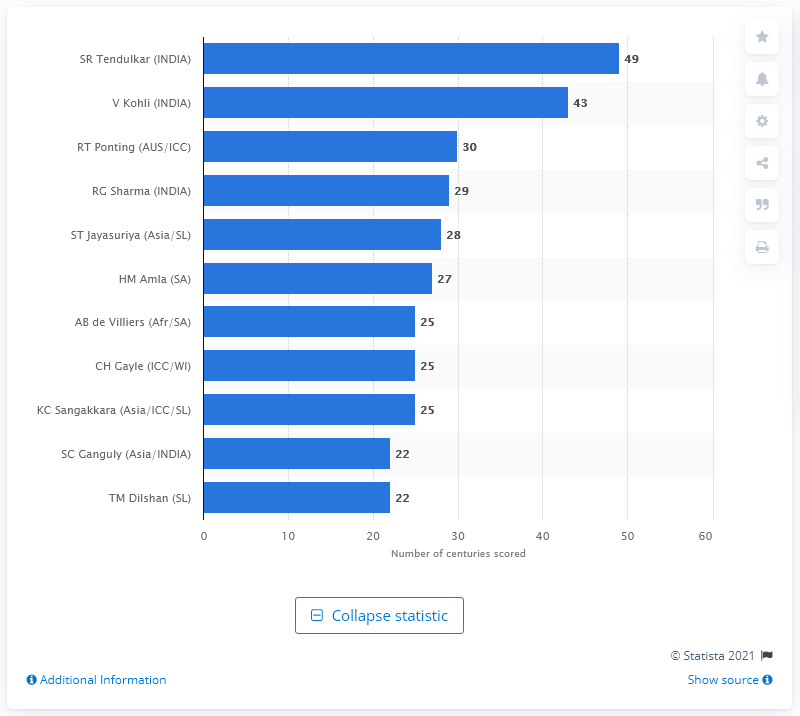 SR Tendulkar (INDIA) 49
V Kohli (INDIA) 43
RT Ponting (AUS/ICC) 30
RG Sharma (INDIA) 29
ST Jayasuriya (Asia/SL) 28
HM Amla (SA) 27
AB de Villiers (Afr/SA) 25
CH Gayle (ICC/WI) 25
KC Sangakkara (Asia/ICC/SL) 25
SC Ganguly (Asia/INDIA) 22
TM Dilshan (SL) 22
0 10 20 30 40 50 60
Number of centuries scored
Collapse statistic
© Statista 2021
Additional Information Show source